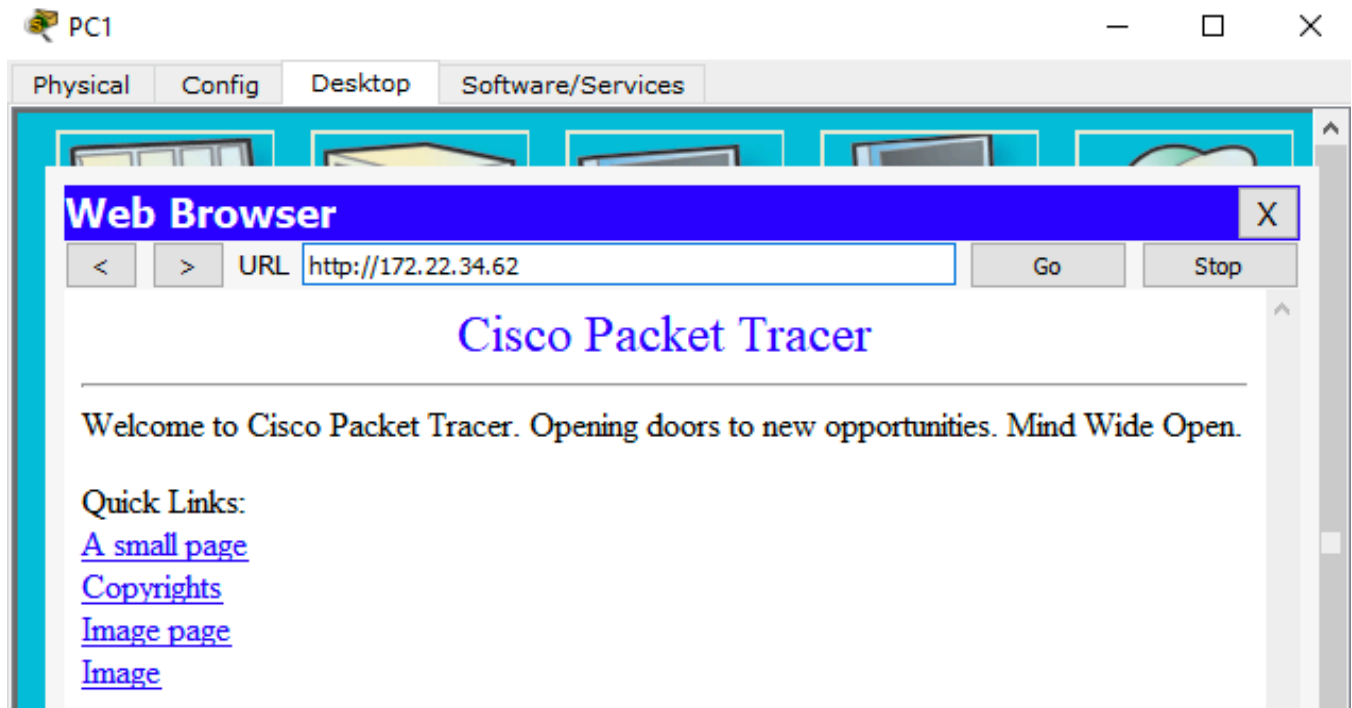 PC1
Physical Config Desktop Software/Services
Web Browser X
< > URL http://172.22.34.62 Go Stop
Cisco Packet Tracer
Welcome to Cisco Packet Tracer. Opening doors to new opportunities. Mind Wide Open.
Quick Links:
A small page
Copyrights
Image page
Image